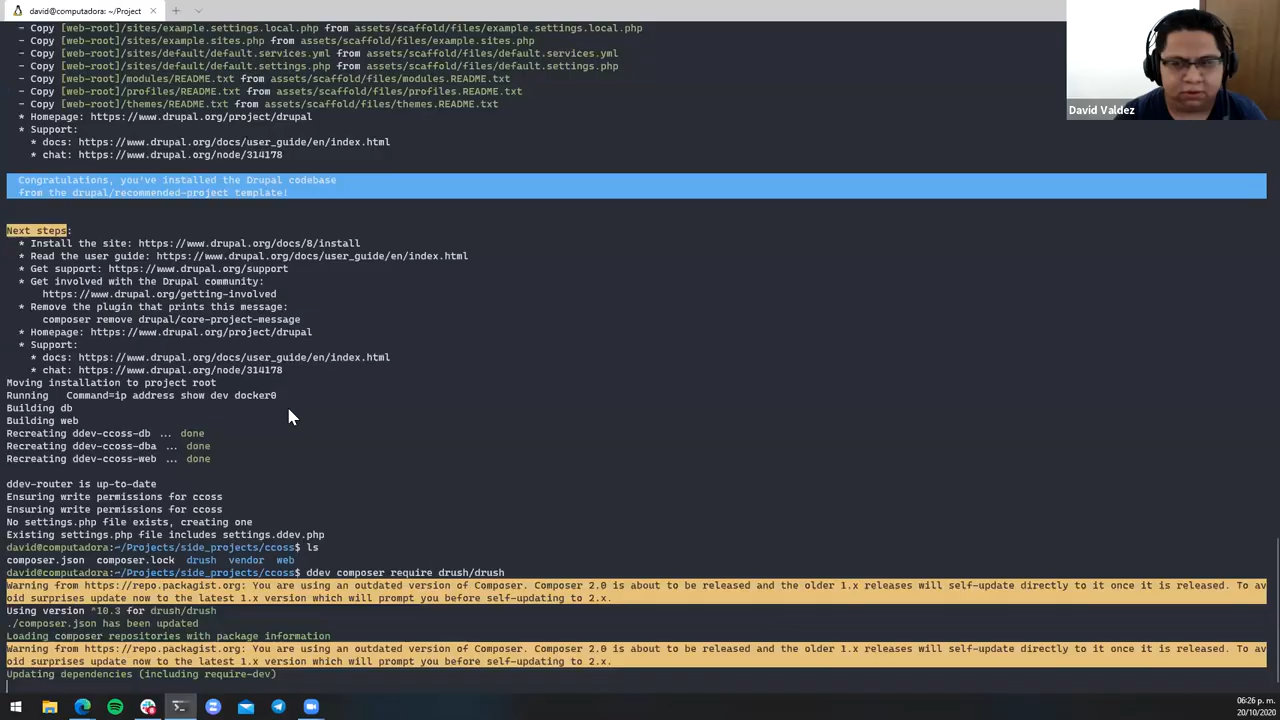 david@computadora: ~/Project
- Copy [web-root]/sites/example.settings.local.php from assets/scaffold/files/example.settings.local.php
- Copy [web-root]/sites/example.sites.php from assets/scaffold/files/example.sites.php
- Copy [web-root]/sites/default/default.services.yml from assets/scaffold/files/default.services.yml
- Copy [web-root]/sites/default/default.settings.php from assets/scaffold/files/default.settings.php
- Copy [web-root]/modules/README.txt from assets/scaffold/files/modules.README.txt
- Copy [web-root]/profiles/README.txt from assets/scaffold/files/profiles.README.txt
- Copy [web-root]/themes/README.txt from assets/scaffold/files/themes.README.txt
* Homepage: https://www.drupal.org/project/drupal
* Support:
* docs: https://www.drupal.org/docs/user_guide/en/index.html
* chat: https://www.drupal.org/node/314178
David Valdez
Congratulations, you've installed the Drupal codebase
from the drupal/recommended-project template!
Next steps:
* Install the site: https://www.drupal.org/docs/8/install
* Read the user guide: https://www.drupal.org/docs/user_guide/en/index.html
* Get support: https://www.drupal.org/support
* Get involved with the Drupal community:
https://www.drupal.org/getting-involved
* Remove the plugin that prints this message:
composer remove drupal/core-project-message
* Homepage: https://www.drupal.org/project/drupal
* Support:
* docs: https://www.drupal.org/docs/user_guide/en/index.html
* chat: https://www.drupal.org/node/314178
Moving installation to project root
Running Command=ip address show dev docker0
Building db
Building web
Recreating ddev-ccoss-db ... done
Recreating ddev-ccoss-dba ... done
Recreating ddev-ccoss-web ... done
ddev-router is up-to-date
Ensuring write permissions for ccoss
Ensuring write permissions for ccoss
No settings.php file exists, creating one
Existing settings.php file includes settings.ddev.php
david@computadora:~/Projects/side_projects/ccoss$ ls
composer.json composer.lock drush vendor web
david@computadora:~/Projects/side_projects/ccoss$ ddev composer require drush/drush
Warning from https://repo.packagist.org: You are using an outdated version of Composer. Composer 2.0 is about to be released and the older 1.x releases will self-update directly to it once it is released. To av
oid surprises update now to the latest 1.x version which will prompt you before self-updating to 2.x.
Using version ^10.3 for drush/drush
./composer.json has been updated
Loading composer repositories with package information
Warning from https://repo.packagist.org: You are using an outdated version of Composer. Composer 2.0 is about to be released and the older 1.x releases will self-update directly to it once it is released. To av
oid surprises update now to the latest 1.x version which will prompt you before self-updating to 2.x.
Updating dependencies (including require-dev)
06:26 p. m.
20/10/2020